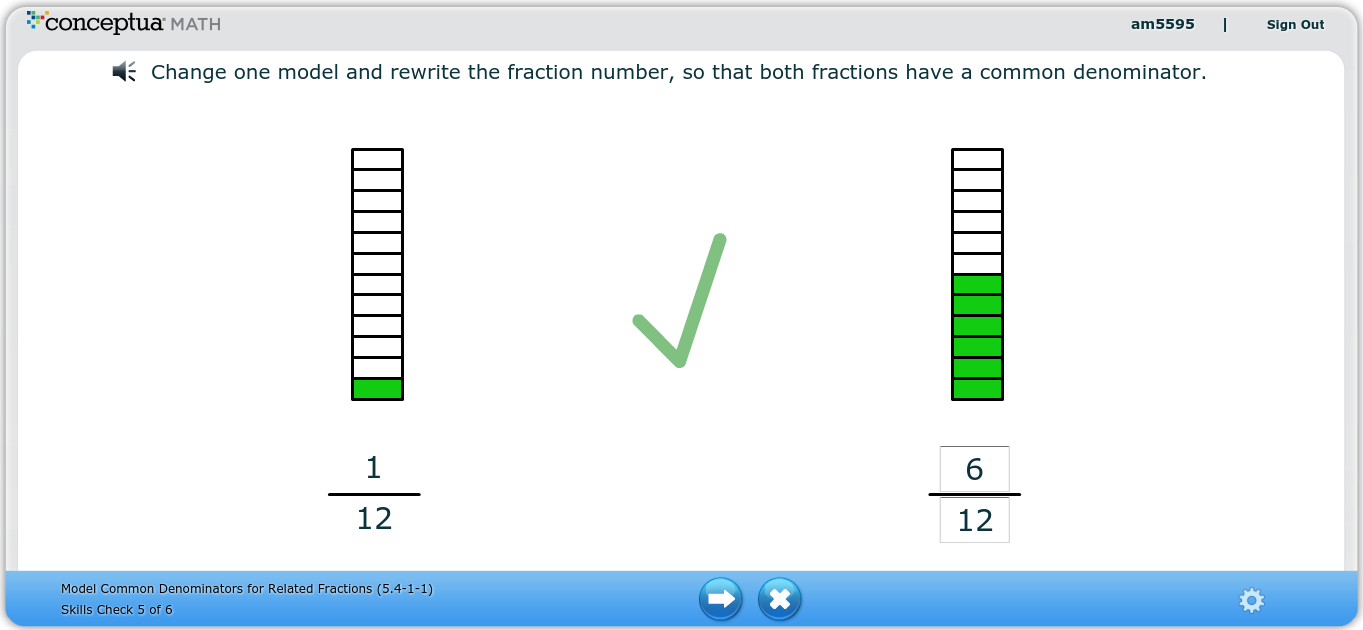 conceptua MATH
am5595 | Sign Out
Change one model and rewrite the fraction number, so that both fractions have a common denominator.
1
12
6
12
Model Common Denominators for Related Fractions (5.4-1-1)
Skills Check 5 of 6